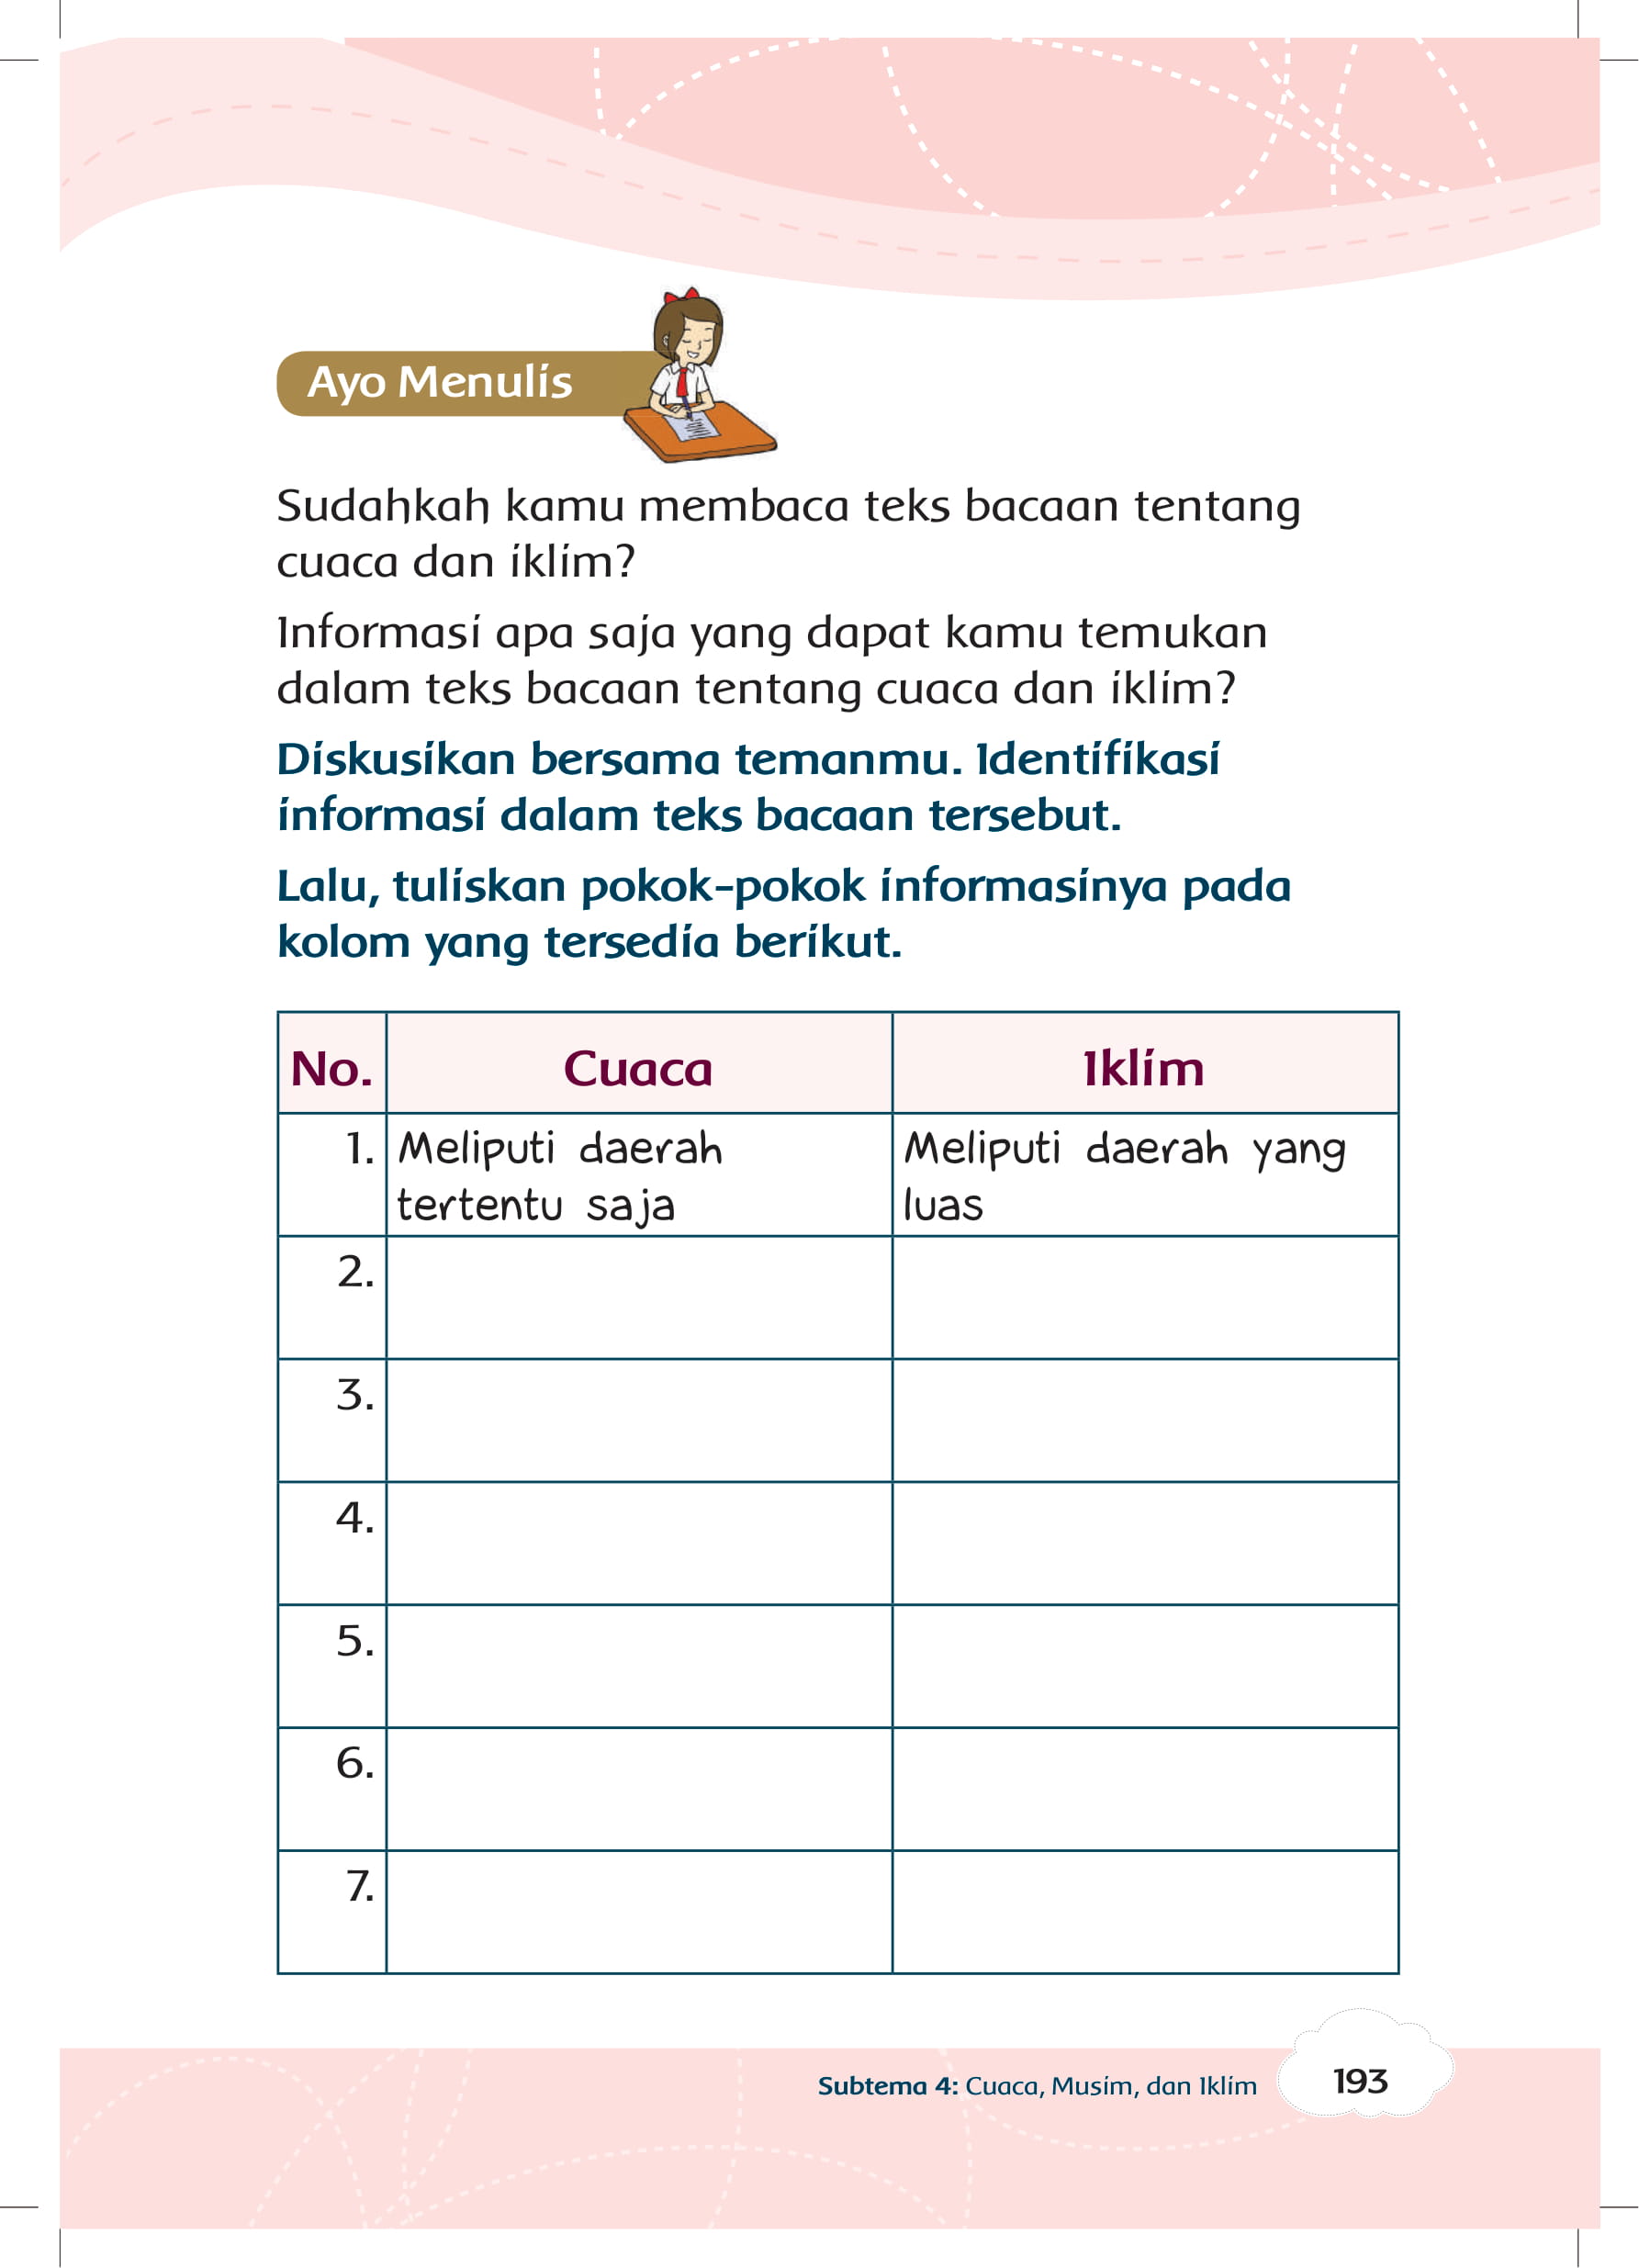 Ayo Menulis
Sudahkah kamu membaca teks bacaan tentang
cuaca dan iklim?
Informasi apa saja yang dapat kamu temukan
dalam teks bacaan tentang cuaca dan iklim?
Diskusikan bersama temanmu. Identifikasi
informasi dalam teks bacaan tersebut.
Lalu, tuliskan pokok-pokok informasinya pada
kolom yang tersedia berikut.
No. Cuaca Iklim
1. Meliputi daerah Meliputi daerah yang
tertentu saja luas
2.
3.
4.
5.
6.
7.
Subtema 4: Cuaca, Musim, dan Iklim 193